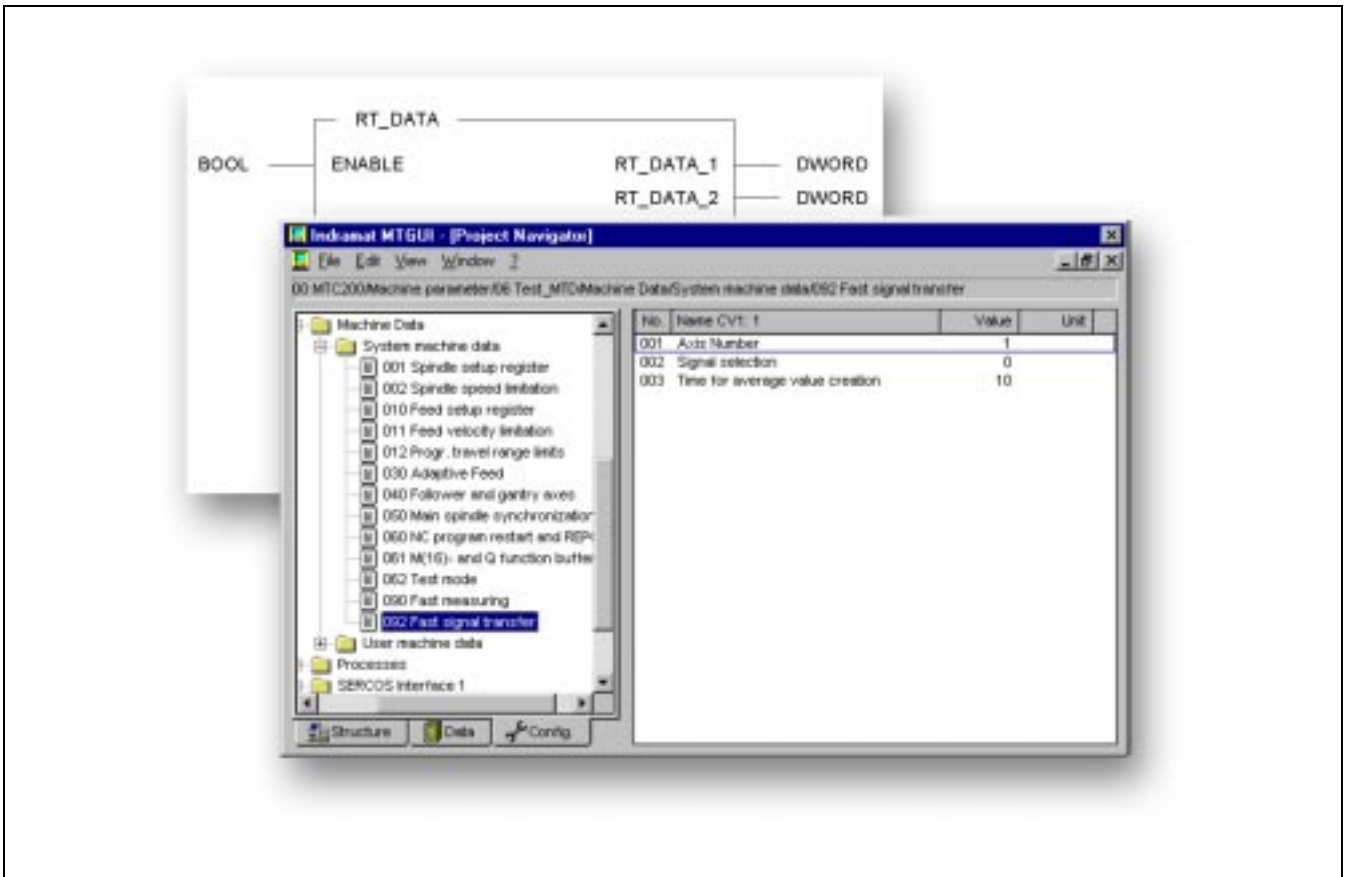 RT_DATA
BOOL ENABLE RT_DATA_1 DWORD
RT_DATA_2 DWORD
Indramat MTGUI - [Project Navigator]
File Edit View Window ?
00 MTC200/Machine parameter/06 Test_MTD/Machine Data/System machine data/092 Fast signal transfer
Machine Data
System machine data
001 Spindle setup register
002 Spindle speed limitation
010 Feed setup register
011 Feed velocity limitation
012 Progr. travel range limits
030 Adaptive Feed
040 Follower and gantry axes
050 Main spindle synchronization
060 NC program restart and REPO
061 M(16)- and Q function buffer
062 Test mode
090 Fast measuring
092 Fast signal transfer
User machine data
Processes
SERCOS Interface 1
Structure Data Config.
No. Name CV1: 1 Value Unit
001 Axis Number 1
002 Signal selection 0
003 Time for average value creation 10